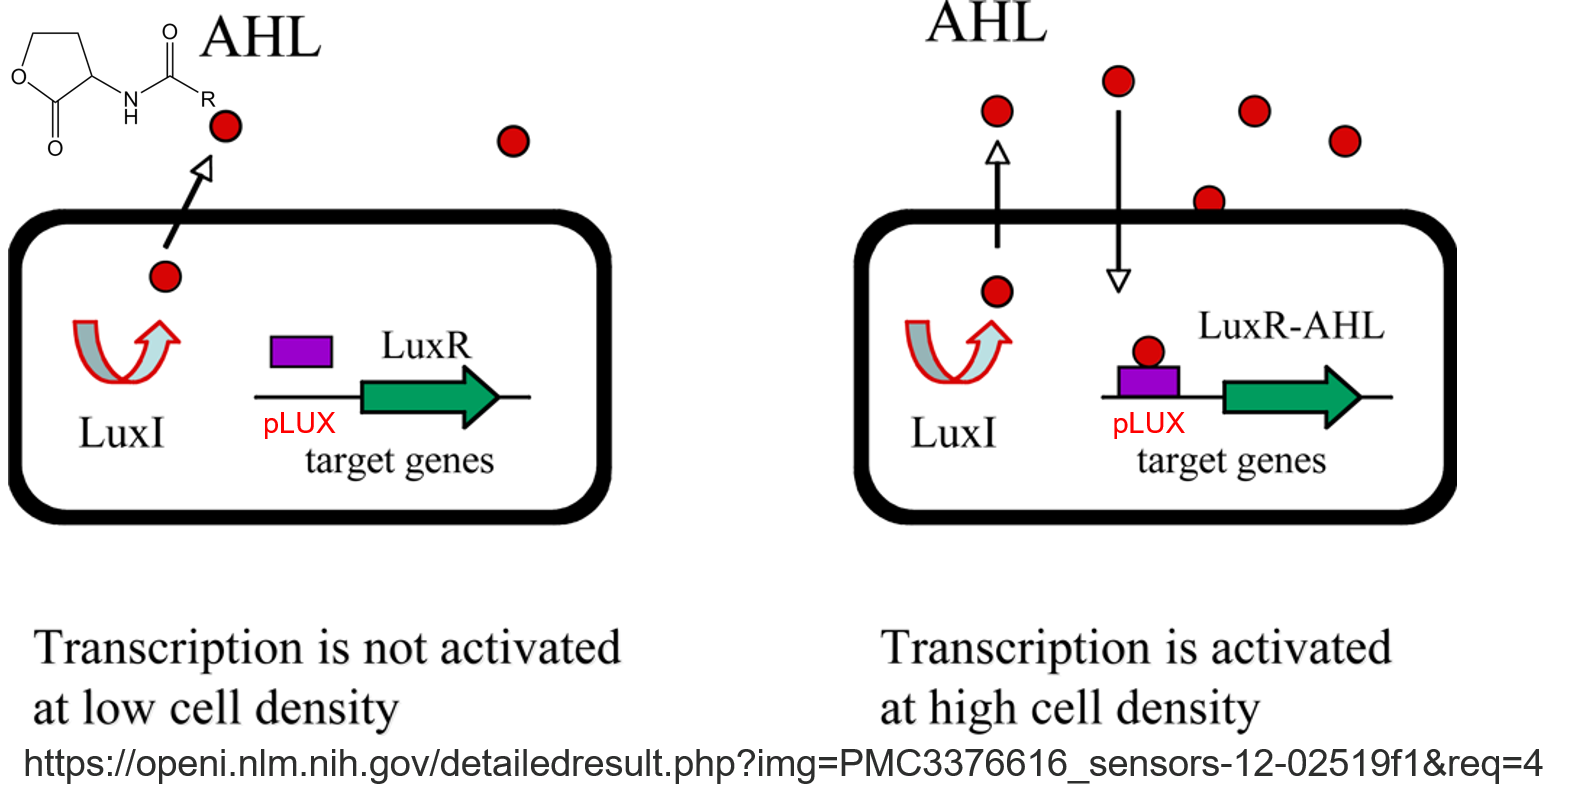 AHL
O
O
N
H
R
O
LuxR
LuxI
pLUX
target genes
Transcription is not activated
at low cell density
AHL
LuxR-AHL
LuxI
pLUX
target genes
Transcription is activated
at high cell density
https://openi.nlm.nih.gov/detailedresult.php?img=PMC3376616_sensors-12-02519f1&req=4